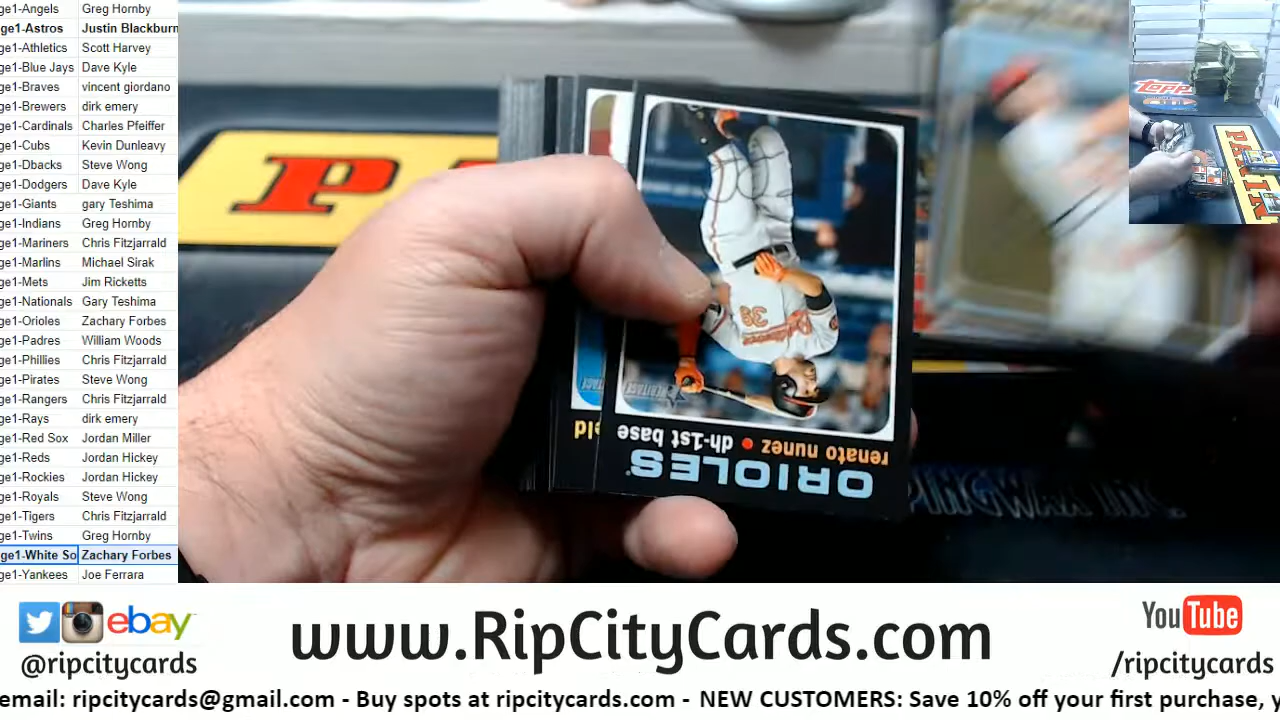 ge1-Angels Greg Hornby
ge1-Astros Justin Blackburn
ge1-Athletics Scott Harvey
ge1-Blue Jays Dave Kyle
ge1-Braves vincent giordano
ge1-Brewers dirk emery
ge1-Cardinals Charles Pfeiffer
ge1-Cubs Kevin Dunleavy
ge1-Dbacks Steve Wong
ge1-Dodgers Dave Kyle
ge1-Giants gary Teshima
ge1-Indians Greg Hornby
ge1-Mariners Chris Fitzjarrald
ge1-Marlins Michael Sirak
ge1-Mets Jim Ricketts
ge1-Nationals Gary Teshima
ge1-Orioles Zachary Forbes
ge1-Padres William Woods
ge1-Phillies Chris Fitzjarrald
ge1-Pirates Steve Wong
ge1-Rangers Chris Fitzjarrald
ge1-Rays dirk emery
ge1-Red Sox Jordan Miller
ge1-Reds Jordan Hickey
ge1-Rockies Jordan Hickey
ge1-Royals Steve Wong
ge1-Tigers Chris Fitzjarrald
ge1-Twins Greg Hornby
ge1-White So Zachary Forbes
ge1-Yankees Joe Ferrara
P
topps
PAIN
ORIOLES
renato nunez • dh-1st base
HERITAGE
Orioles
39
ebay
@ripcitycards
www.RipCityCards.com
YouTube
/ripcitycards
email: ripcitycards@gmail.com - Buy spots at ripcitycards.com - NEW CUSTOMERS: Save 10% off your first purchase, y